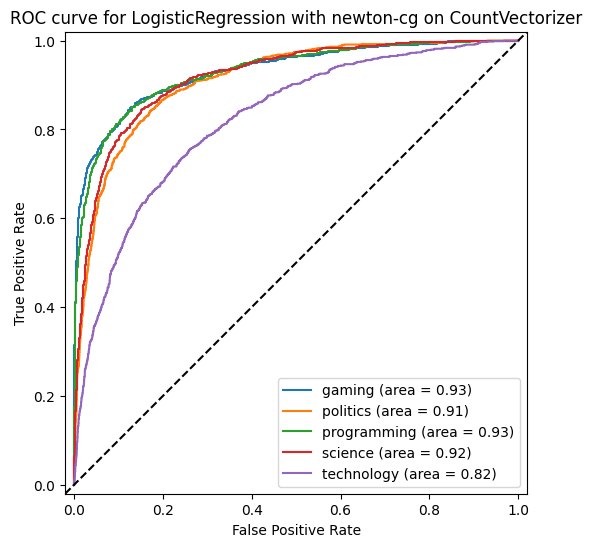 ROC curve for LogisticRegression with newton-cg on CountVectorizer
1.0
0.8
0.6
0.4
0.2
0.0
True Positive Rate
gaming (area = 0.93)
politics (area = 0.91)
programming (area = 0.93)
science (area = 0.92)
technology (area = 0.82)
0.0 0.2 0.4 0.6 0.8 1.0
False Positive Rate